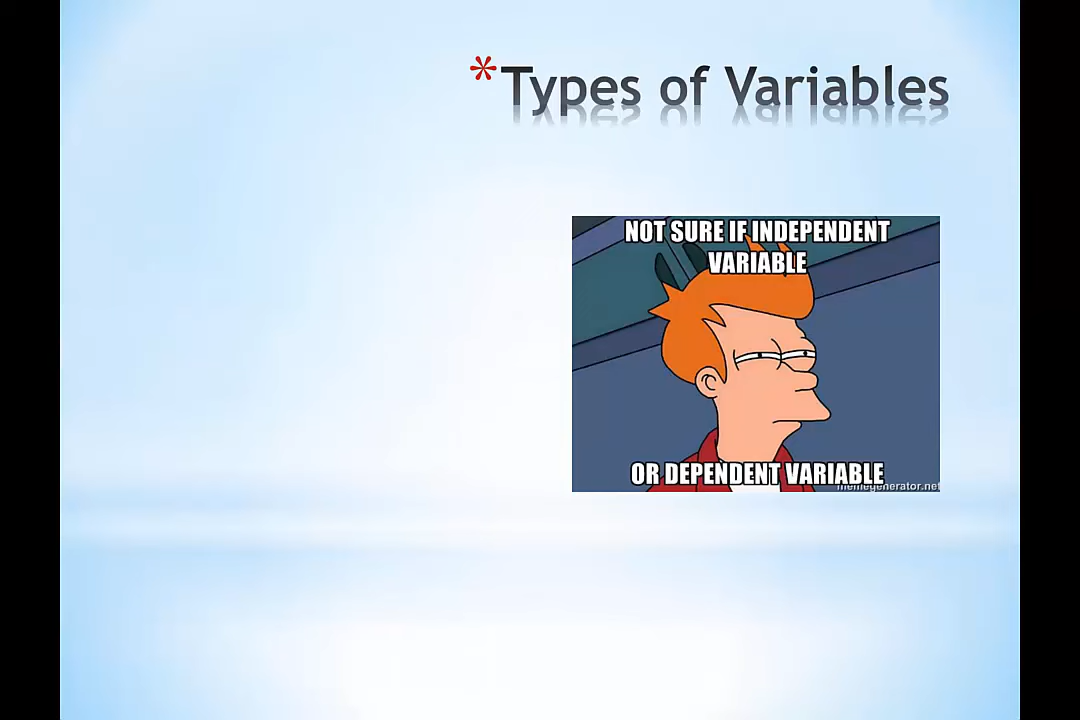 *Types of Variables
NOT SURE IF INDEPENDENT
VARIABLE
OR DEPENDENT VARIABLE
memegenerator.net